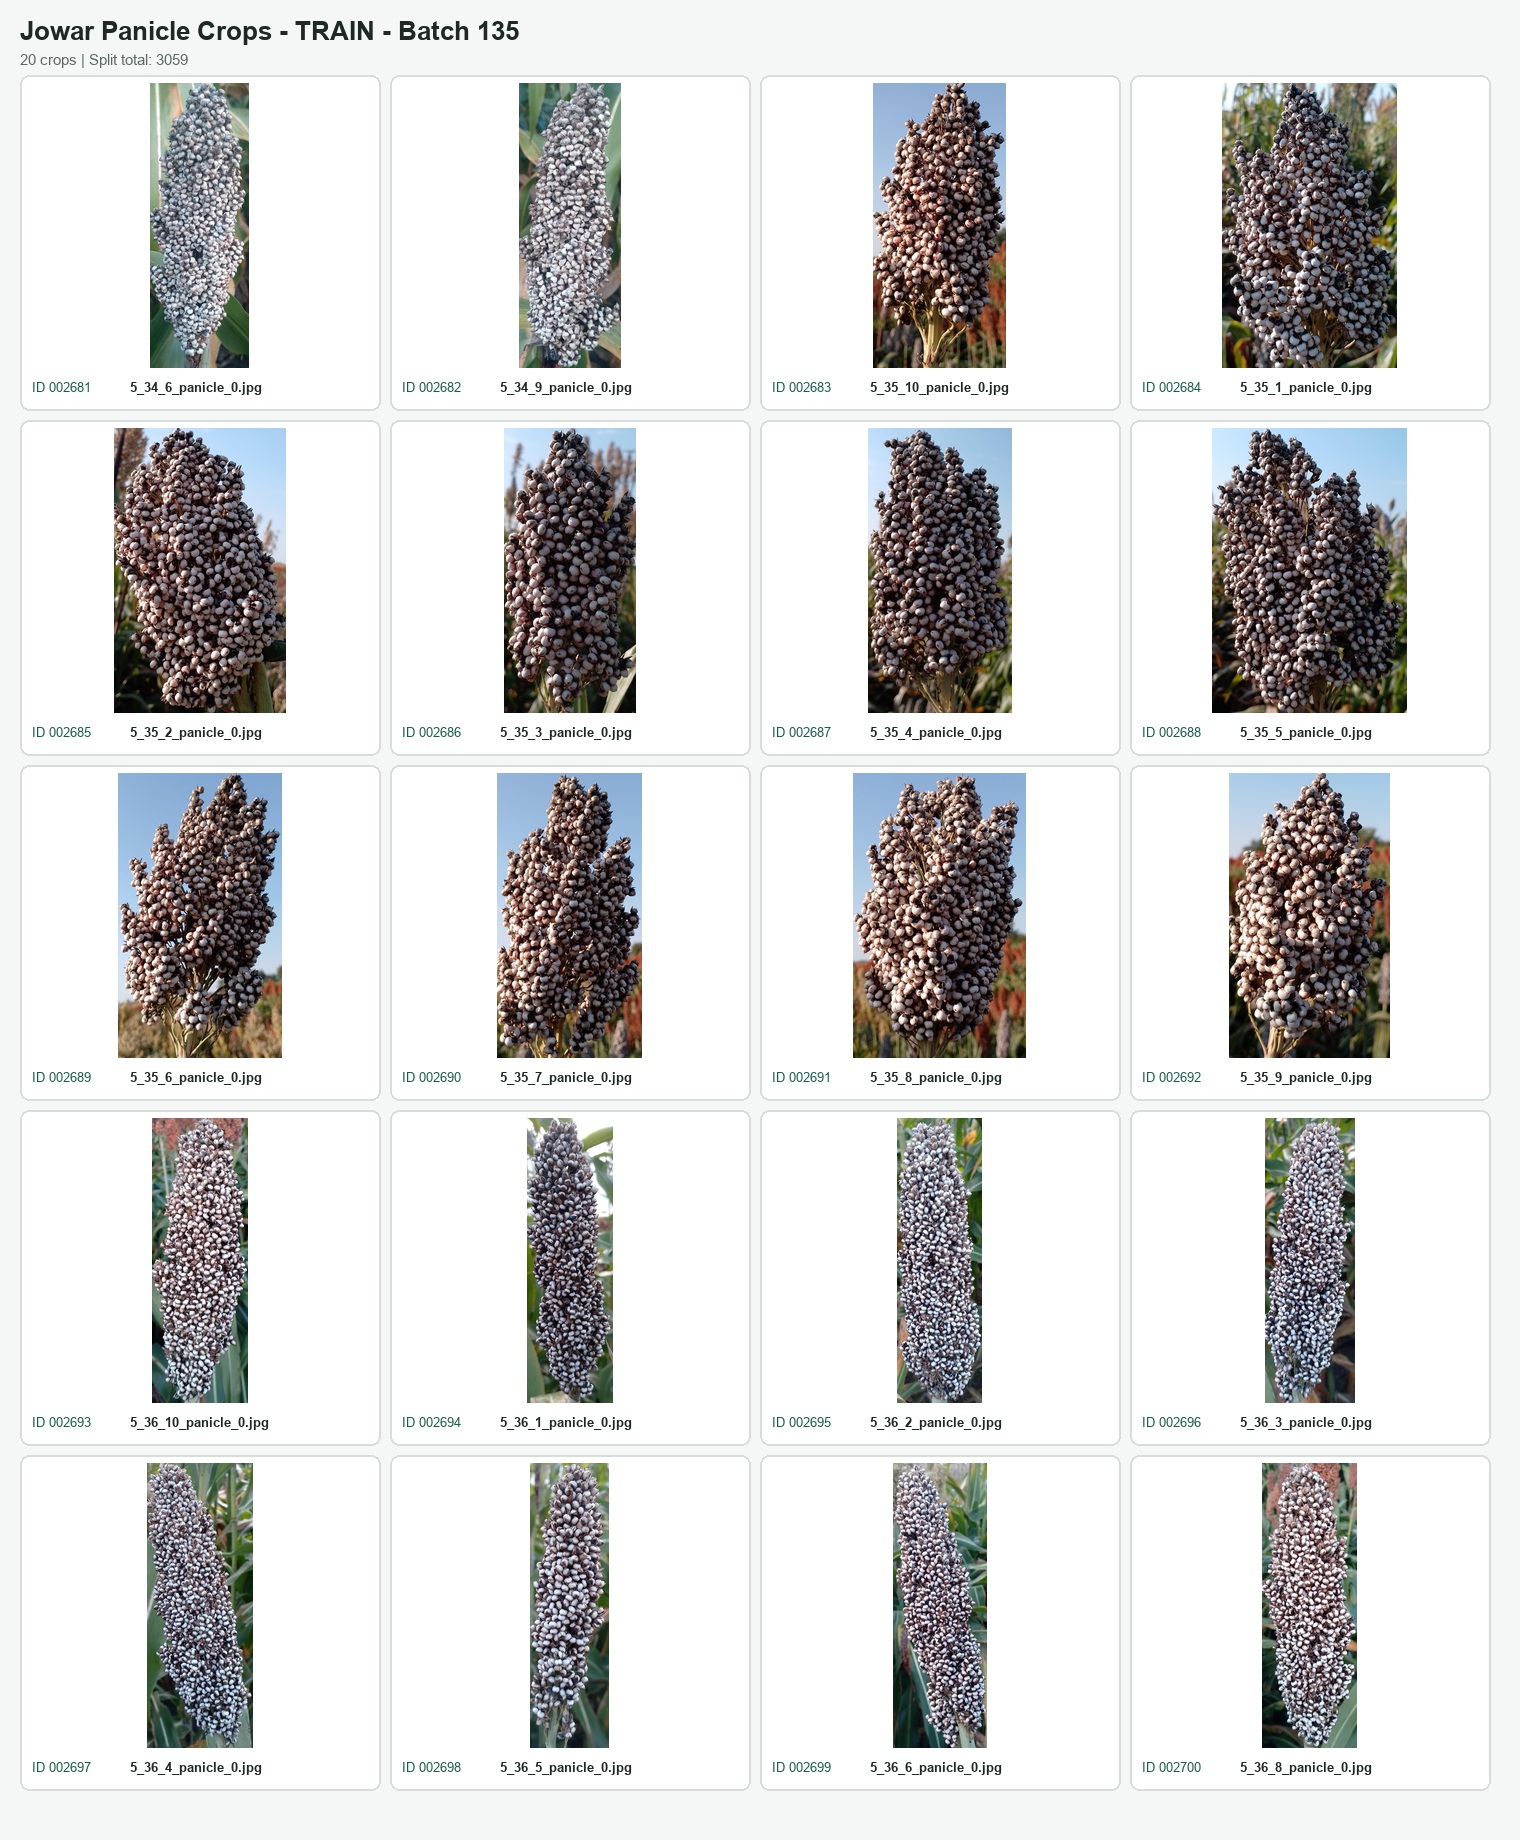 Jowar Panicle Crops - TRAIN - Batch 135
20 crops | Split total: 3059
ID 002681 5_34_6_panicle_0.jpg
ID 002682 5_34_9_panicle_0.jpg
ID 002683 5_35_10_panicle_0.jpg
ID 002684 5_35_1_panicle_0.jpg
ID 002685 5_35_2_panicle_0.jpg
ID 002686 5_35_3_panicle_0.jpg
ID 002687 5_35_4_panicle_0.jpg
ID 002688 5_35_5_panicle_0.jpg
ID 002689 5_35_6_panicle_0.jpg
ID 002690 5_35_7_panicle_0.jpg
ID 002691 5_35_8_panicle_0.jpg
ID 002692 5_35_9_panicle_0.jpg
ID 002693 5_36_10_panicle_0.jpg
ID 002694 5_36_1_panicle_0.jpg
ID 002695 5_36_2_panicle_0.jpg
ID 002696 5_36_3_panicle_0.jpg
ID 002697 5_36_4_panicle_0.jpg
ID 002698 5_36_5_panicle_0.jpg
ID 002699 5_36_6_panicle_0.jpg
ID 002700 5_36_8_panicle_0.jpg